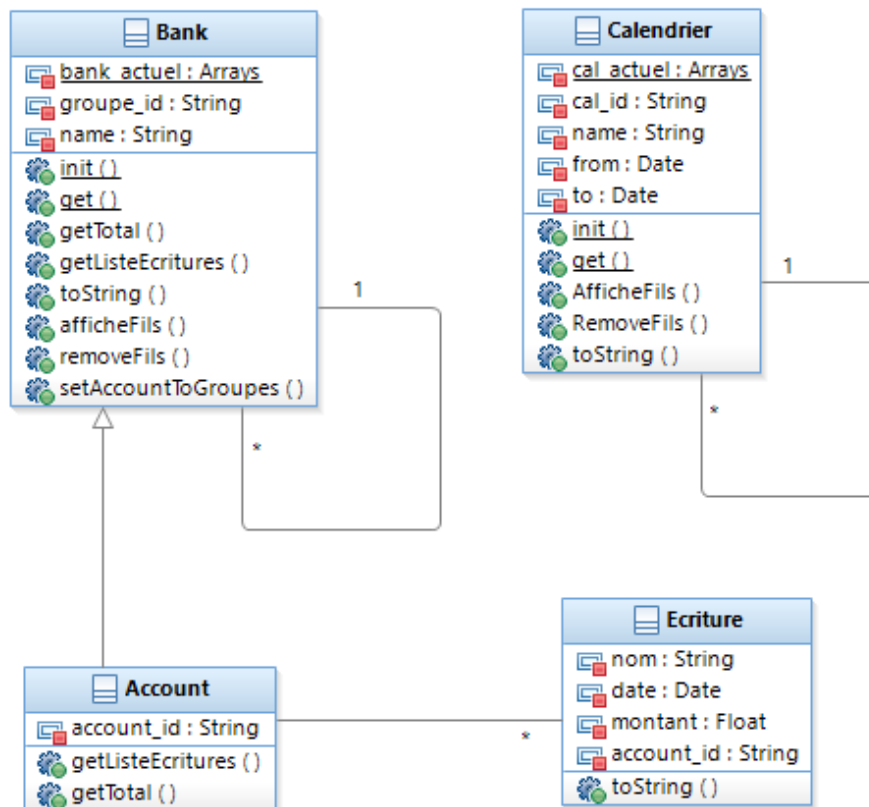 Bank
bank_actuel : Arrays
groupe_id : String
name : String
init ( )
get ( )
getTotal ( )
getListeEcritures ( )
toString ( )
afficheFils ( )
removeFils ( )
setAccountToGroupes ( )
1
*
Calendrier
cal_actuel : Arrays
cal_id : String
name : String
from : Date
to : Date
init ( )
get ( )
AfficheFils ( )
RemoveFils ( )
toString ( )
1
*
Account
account_id : String
getListeEcritures ( )
getTotal ( )
*
Ecriture
nom : String
date : Date
montant : Float
account_id : String
toString ( )